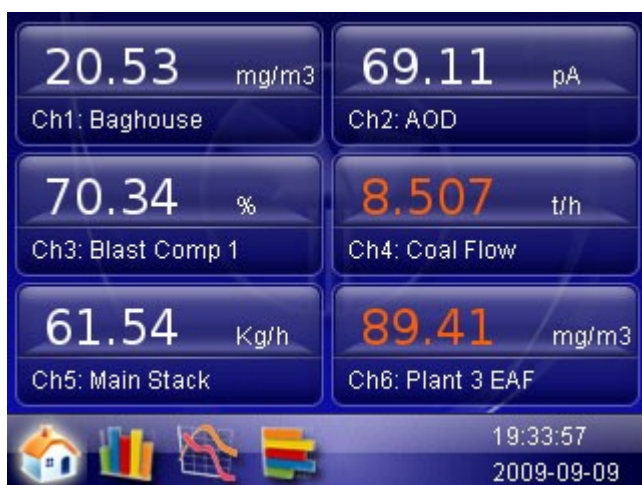 20.53 mg/m3 69.11 pA
Ch1: Baghouse Ch2: AOD
70.34 % 8.507 t/h
Ch3: Blast Comp 1 Ch4: Coal Flow
61.54 Kg/h 89.41 mg/m3
Ch5: Main Stack Ch6: Plant 3 EAF
19:33:57
2009-09-09